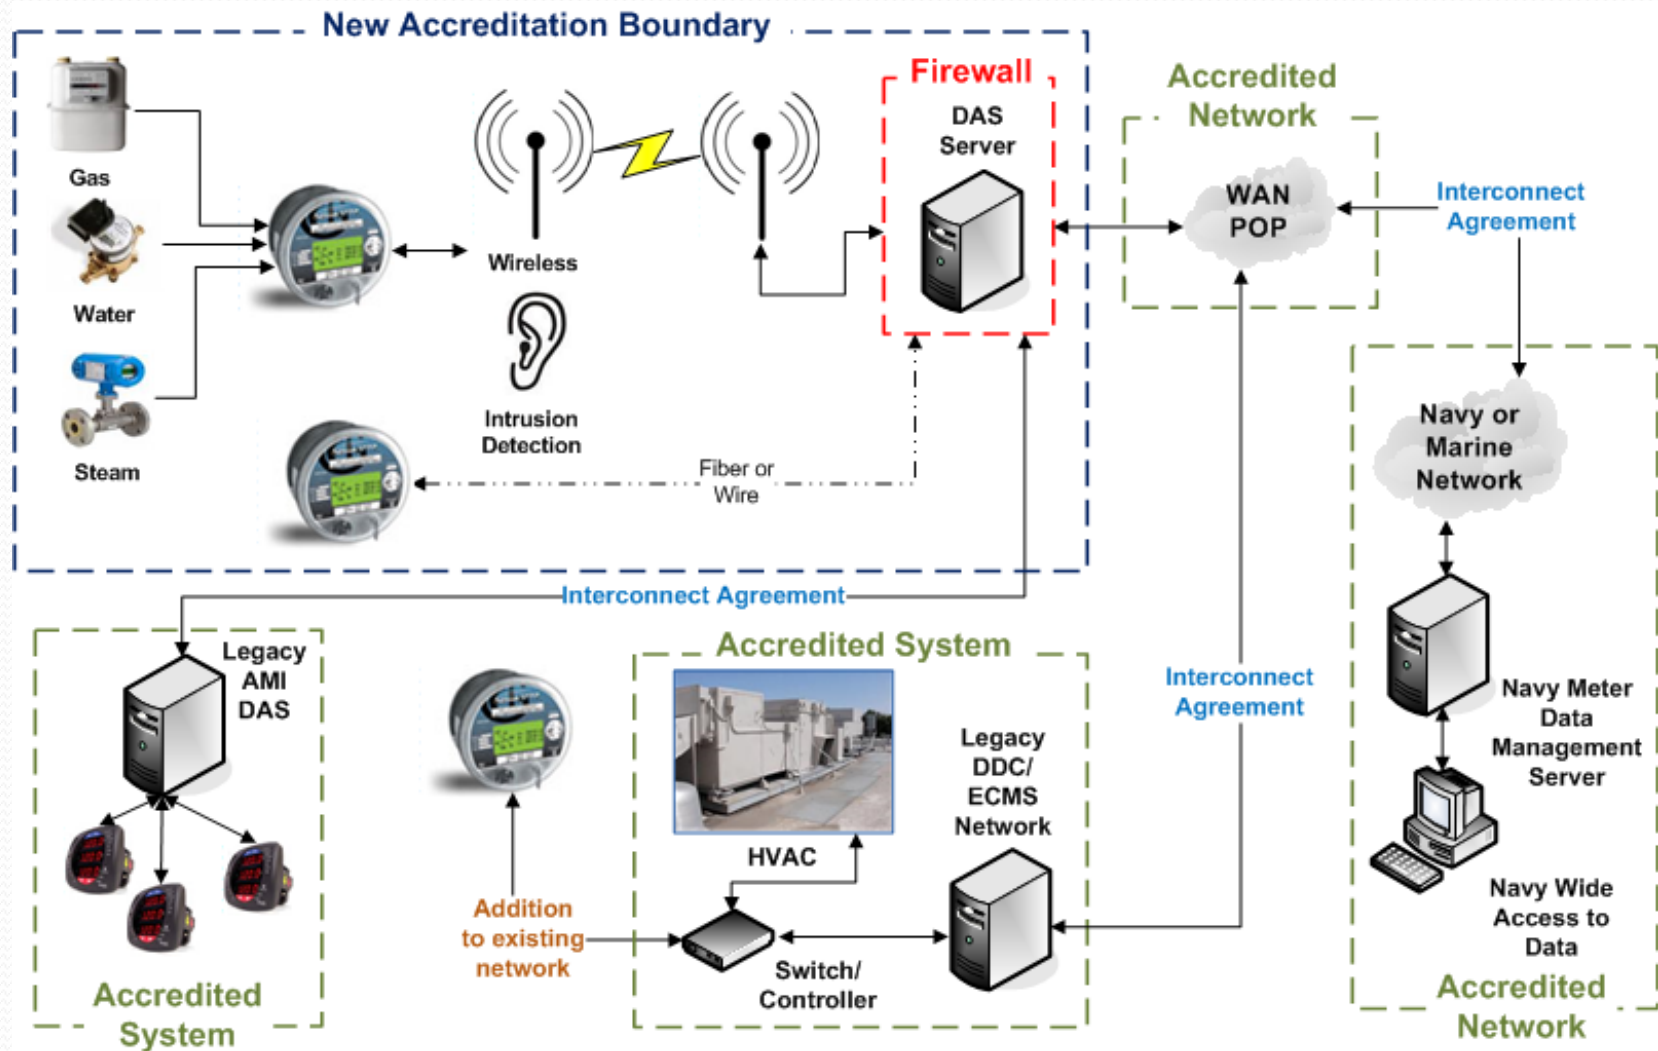 New Accreditation Boundary
Firewall
DAS
Server
Gas
Water
Steam
Wireless
Intrusion
Detection
Fiber or
Wire
Accredited
Network
WAN
POP
Interconnect
Agreement
Navy or
Marine
Network
Navy Meter
Data
Management
Server
Navy Wide
Access to
Data
Accredited
Network
Interconnect Agreement
Legacy
AMI
DAS
Accredited
System
Addition
to existing
network
Accredited System
HVAC
Legacy
DDC/
ECMS
Network
Switch/
Controller
Interconnect
Agreement